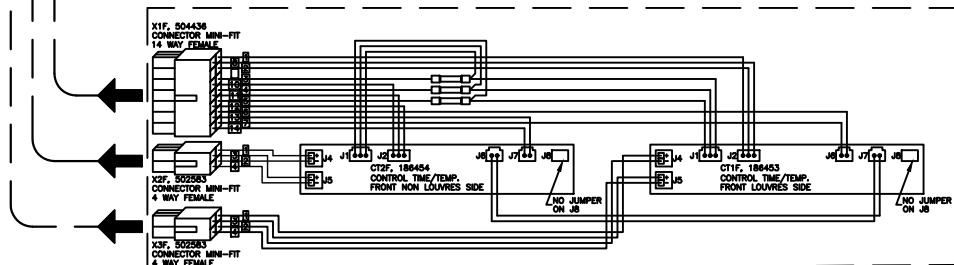 X1F, 504436
CONNECTOR MINI-FIT
14 WAY FEMALE
X2F, 502583
CONNECTOR MINI-FIT
4 WAY FEMALE
X3F, 502583
CONNECTOR MINI-FIT
4 WAY FEMALE
J4
J5
J1
J2
J6
J7
J8
CT2F, 186454
CONTROL TIME/TEMP.
FRONT NON LOUVRES SIDE
NO JUMPER
ON J8
J4
J5
J1
J2
J6
J7
J8
CT1F, 186453
CONTROL TIME/TEMP.
FRONT LOUVRES SIDE
NO JUMPER
ON J8